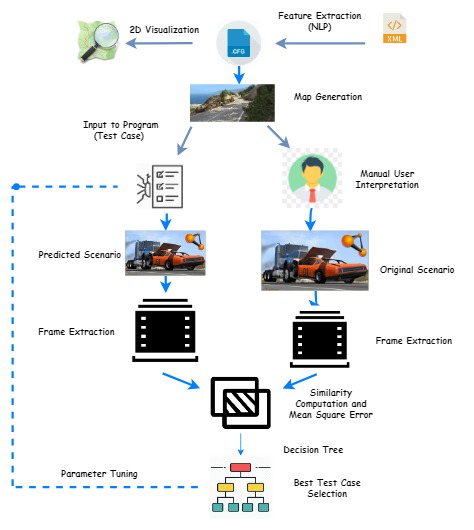 2D Visualization
Feature Extraction
(NLP)
.CFG
XML
Map Generation
Input to Program
(Test Case)
Manual User
Interpretation
Predicted Scenario
Original Scenario
Frame Extraction
Frame Extraction
Similarity
Computation and
Mean Square Error
Decision Tree
Parameter Tuning
Best Test Case
Selection